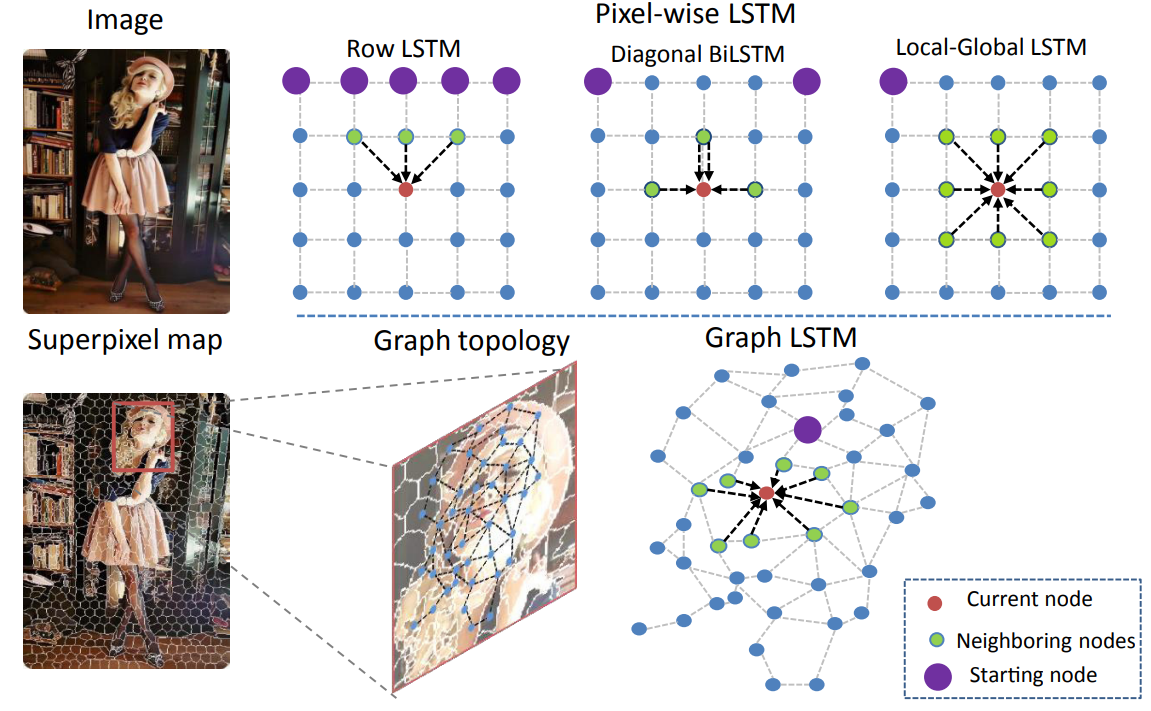 Image
Pixel-wise LSTM
Row LSTM
Diagonal BiLSTM
Local-Global LSTM
Superpixel map
Graph topology
Graph LSTM
Current node
Neighboring nodes
Starting node